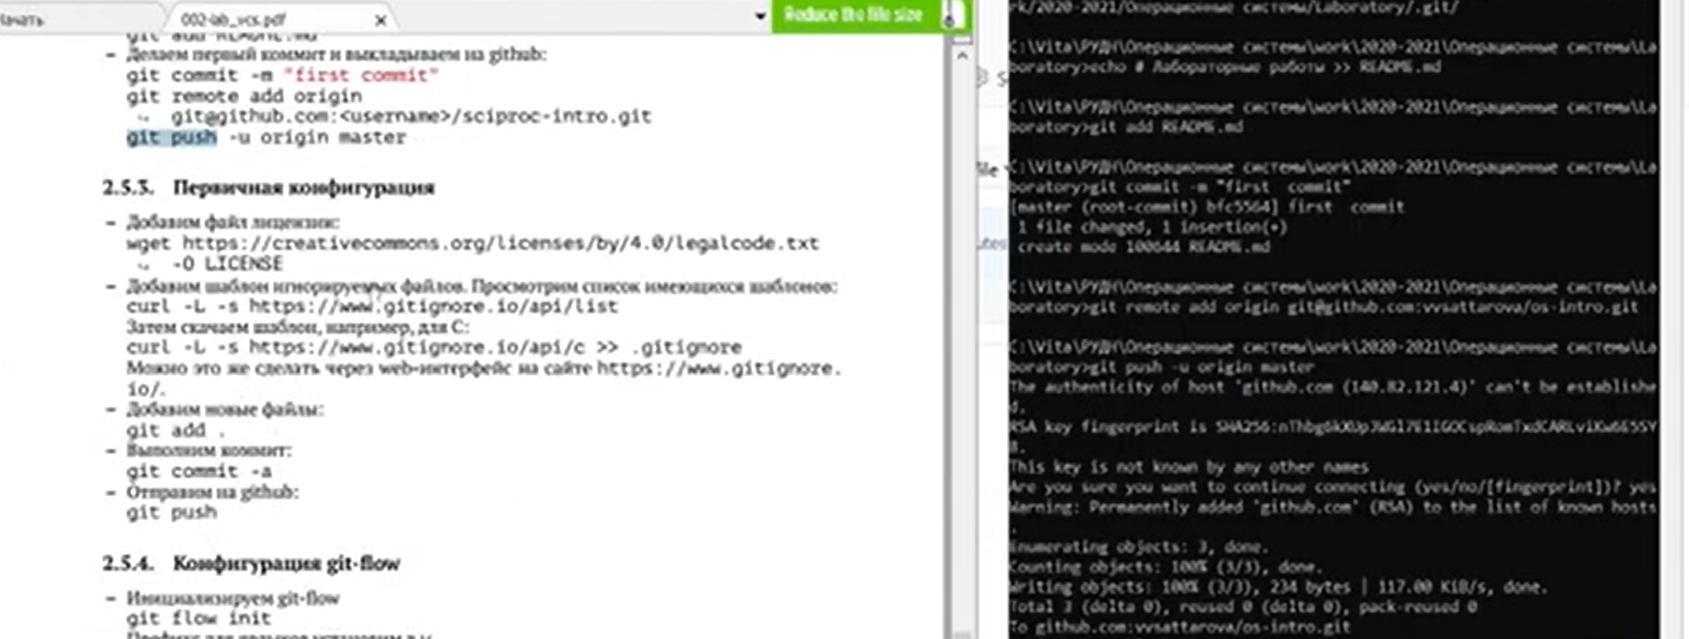 Начать
002-lab_vcs.pdf
Reduce the file size
git add README.md
– Делаем первый коммит и выкладываем на github:
git commit -m "first commit"
git remote add origin
git@github.com:<username>/sciproc-intro.git
git push -u origin master
2.5.3. Первичная конфигурация
– Добавим файл лицензии:
wget https://creativecommons.org/licenses/by/4.0/legalcode.txt
-O LICENSE
– Добавим шаблон игнорируемых файлов. Просмотрим список имеющихся шаблонов:
curl -L -s https://www.gitignore.io/api/list
Затем скачаем шаблон, например, для C:
curl -L -s https://www.gitignore.io/api/c >> .gitignore
Можно это же сделать через web-интерфейс на сайте https://www.gitignore.
io/.
– Добавим новые файлы:
git add .
– Выполним коммит:
git commit -a
– Отправим на github:
git push
2.5.4. Конфигурация git-flow
– Инициализируем git-flow
git flow init
rk/2020-2021/Операционные системы/Laboratory/.git/
C:\Vita\РУДН\Операционные системы\work\2020-2021\Операционные системы\La
boratory>echo # Лабораторные работы >> README.md
C:\Vita\РУДН\Операционные системы\work\2020-2021\Операционные системы\La
boratory>git add README.md
C:\Vita\РУДН\Операционные системы\work\2020-2021\Операционные системы\La
boratory>git commit -m "first  commit"
[master (root-commit) bfc5564] first  commit
1 file changed, 1 insertion(+)
create mode 100644 README.md
C:\Vita\РУДН\Операционные системы\work\2020-2021\Операционные системы\La
boratory>git remote add origin git@github.com:vvsattarova/os-intro.git
C:\Vita\РУДН\Операционные системы\work\2020-2021\Операционные системы\La
boratory>git push -u origin master
The authenticity of host 'github.com (140.82.121.4)' can't be establishe
d.
RSA key fingerprint is
8.
This key is not known by any other names
Are you sure you want to continue connecting (yes/no/[fingerprint])? yes
Warning: Permanently added 'github.com' (RSA) to the list of known hosts
.
Enumerating objects: 3, done.
Counting objects: 100% (3/3), done.
Writing objects: 100% (3/3), 234 bytes | 117.00 KiB/s, done.
Total 3 (delta 0), reused 0 (delta 0), pack-reused 0
To github.com:vvsattarova/os-intro.git